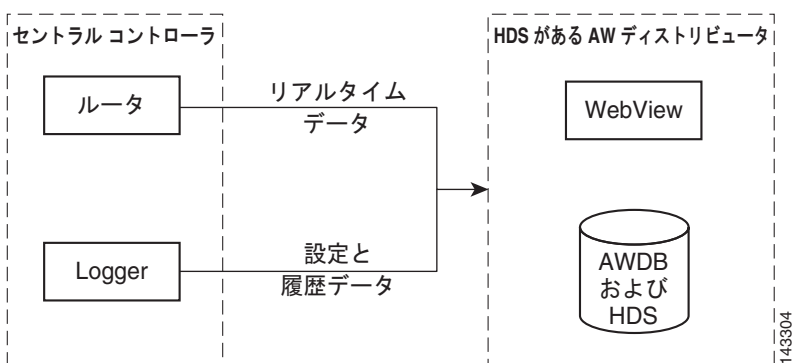 セントラル コントローラ
HDS がある AW ディストリビュータ
ルータ
リアルタイム
データ
WebView
Logger
設定と
履歴データ
AWDB
および
HDS
143304